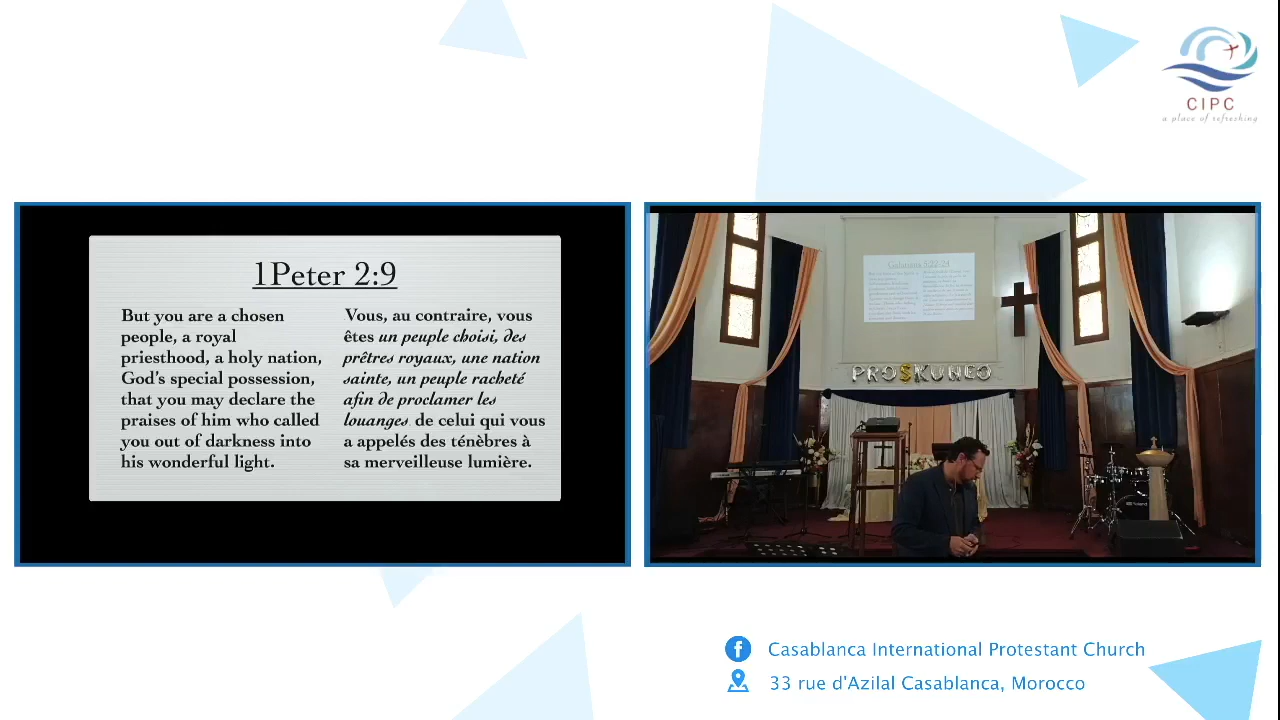 CIPC
a place of refreshing
1Peter 2:9
But you are a chosen
people, a royal
priesthood, a holy nation,
God's special possession,
that you may declare the
praises of him who called
you out of darkness into
his wonderful light.
Vous, au contraire, vous
êtes un peuple choisi, des
prêtres royaux, une nation
sainte, un peuple racheté
afin de proclamer les
louanges de celui qui vous
a appelés des ténèbres à
sa merveilleuse lumière.
Galatians 5:22-24
PROSKUNEO
Casablanca International Protestant Church
33 rue d'Azilal Casablanca, Morocco